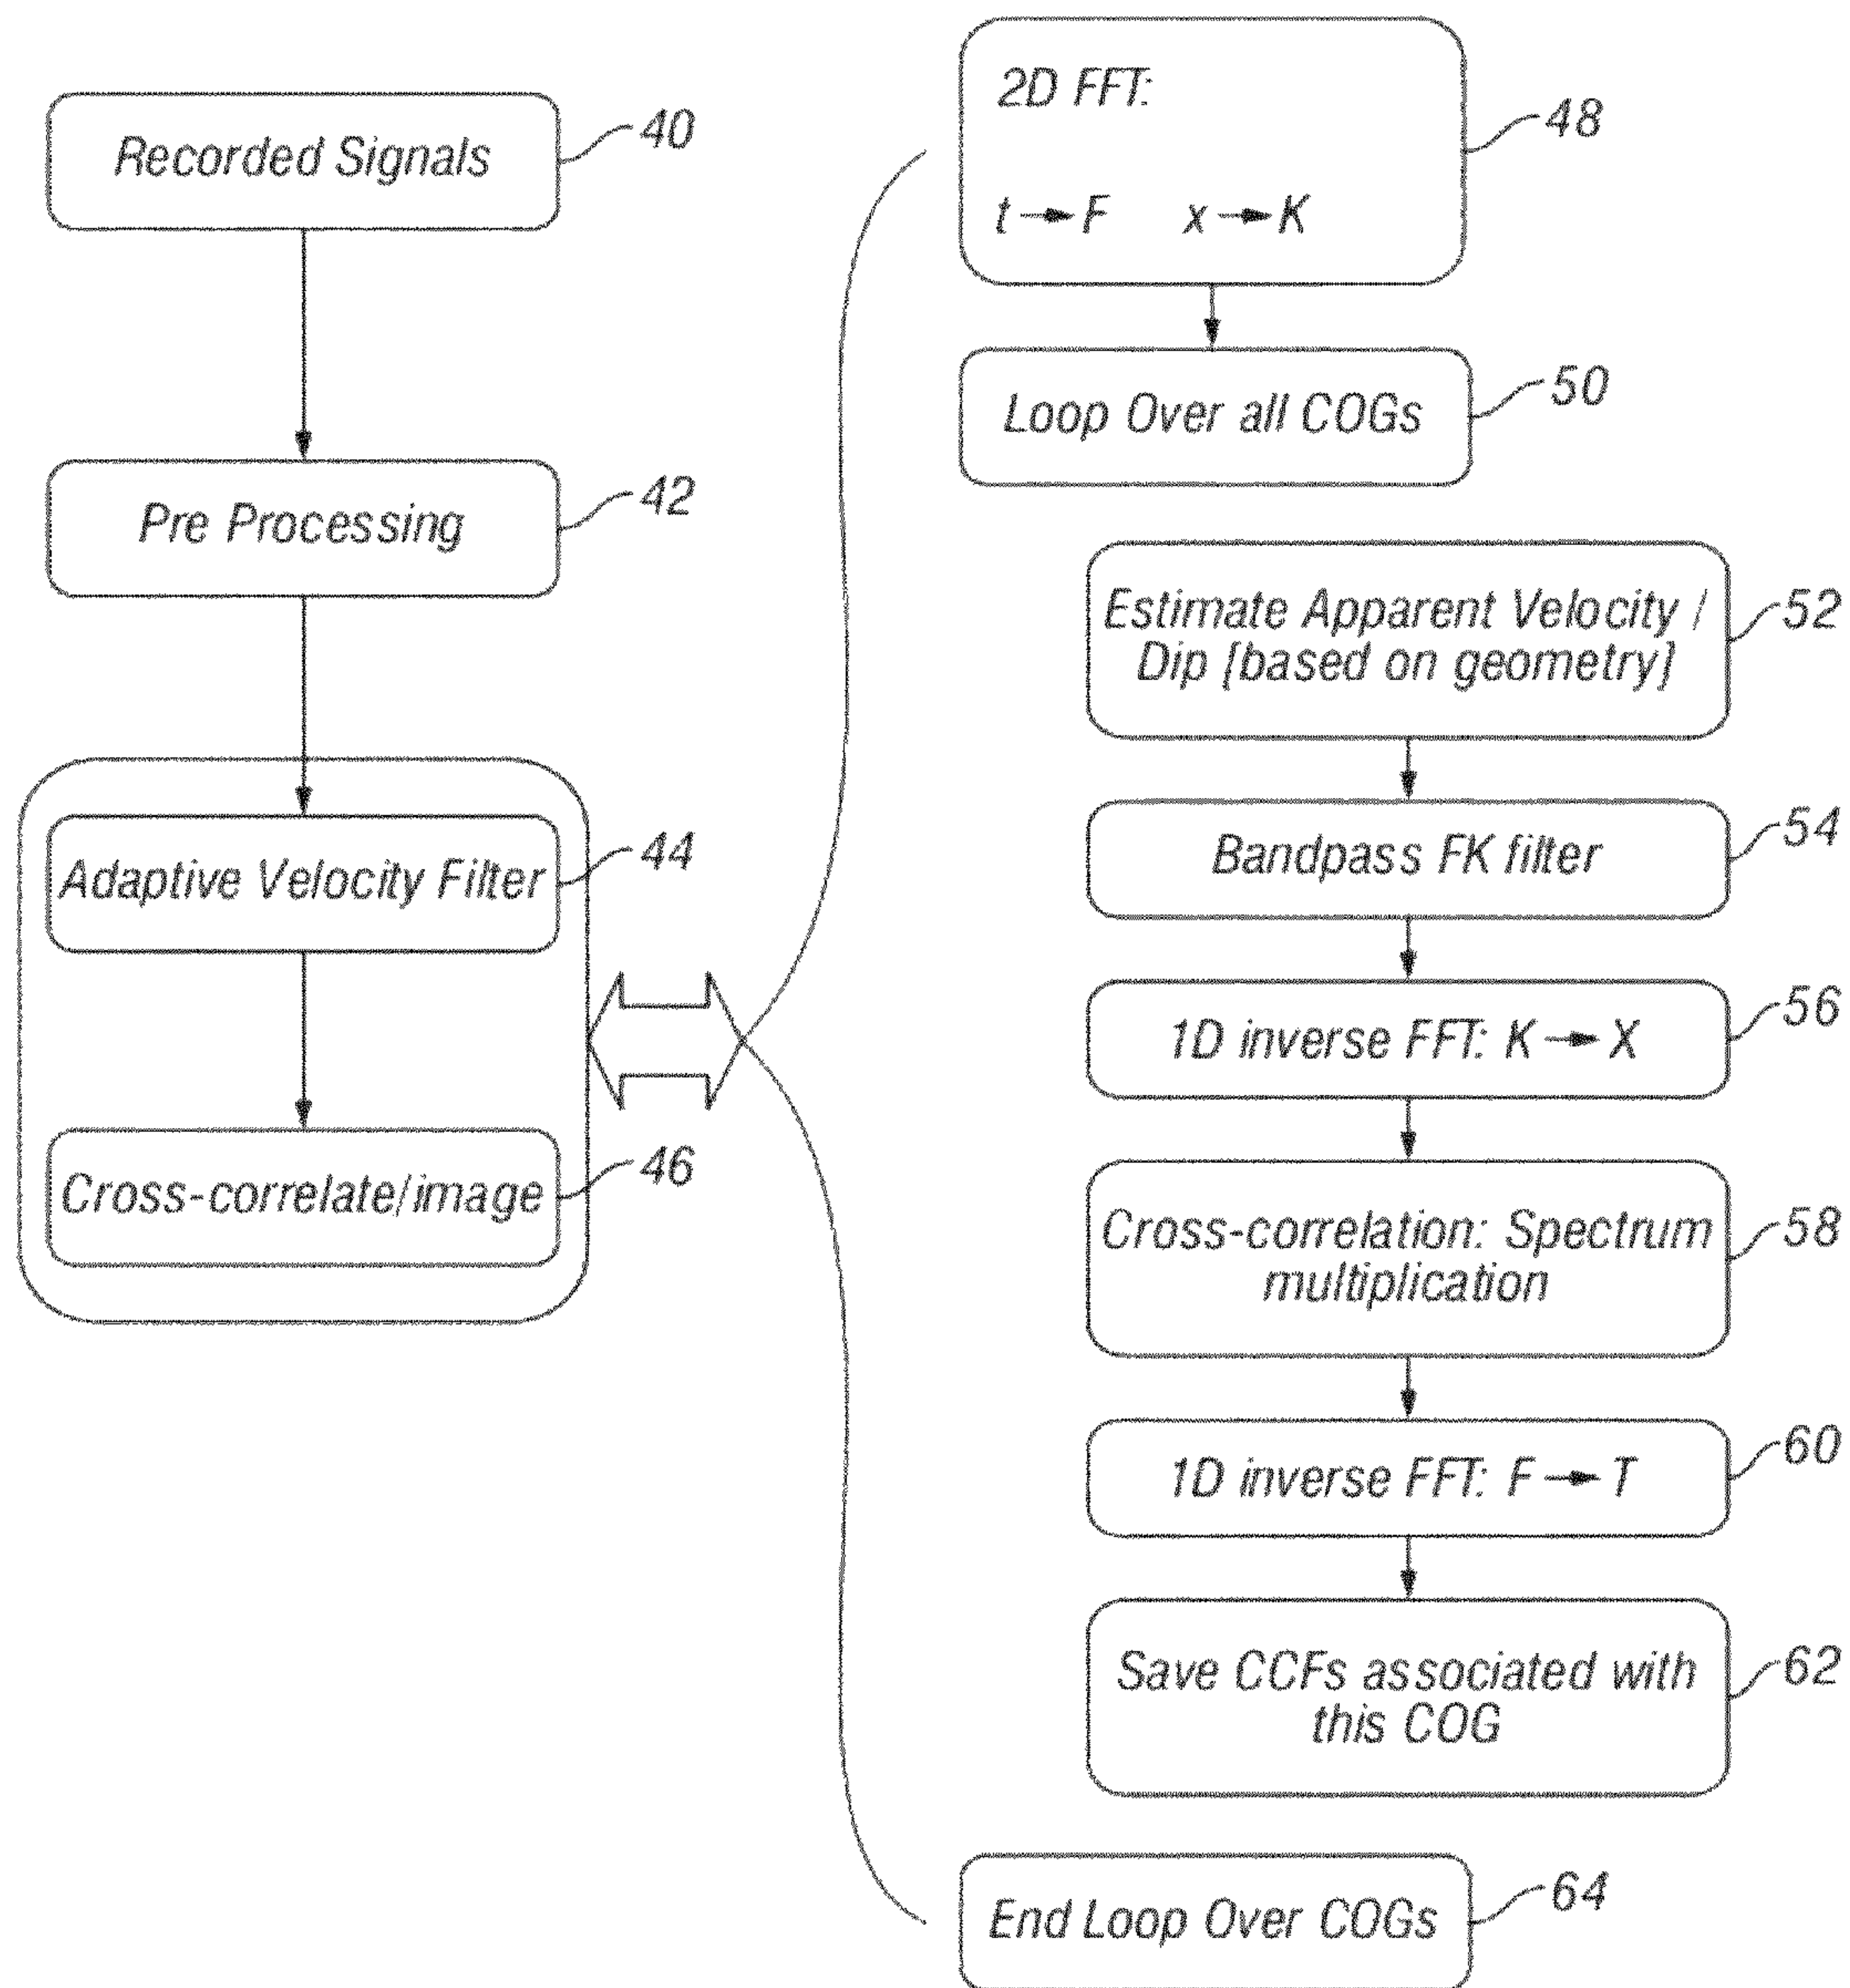 Recorded Signals
40
Pre Processing
42
Adaptive Velocity Filter
44
Cross-correlate/image
46
2D FFT:
t → F x → K
48
Loop Over all COGs
50
Estimate Apparent Velocity /
Dip [based on geometry]
52
Bandpass FK filter
54
1D inverse FFT: K → X
56
Cross-correlation: Spectrum
multiplication
58
1D inverse FFT: F → T
60
Save CCFs associated with
this COG
62
End Loop Over COGs
64